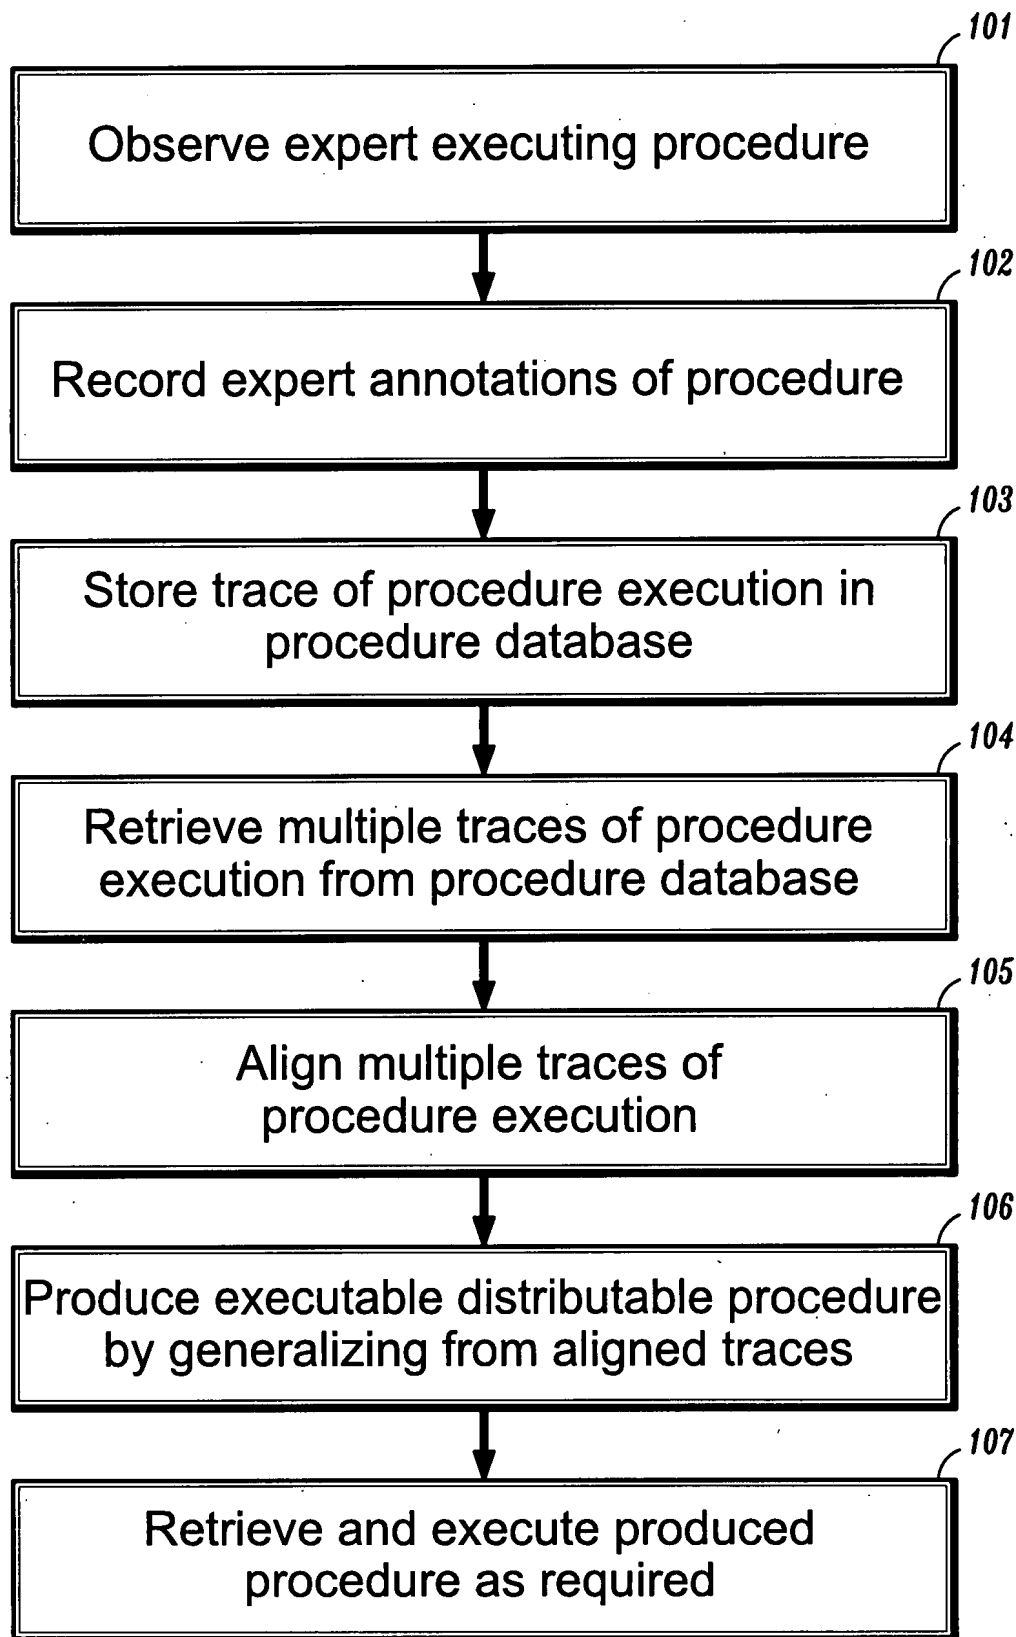 101
Observe expert executing procedure
102
Record expert annotations of procedure
103
Store trace of procedure execution in
procedure database
104
Retrieve multiple traces of procedure
execution from procedure database
105
Align multiple traces of
procedure execution
106
Produce executable distributable procedure
by generalizing from aligned traces
107
Retrieve and execute produced
procedure as required